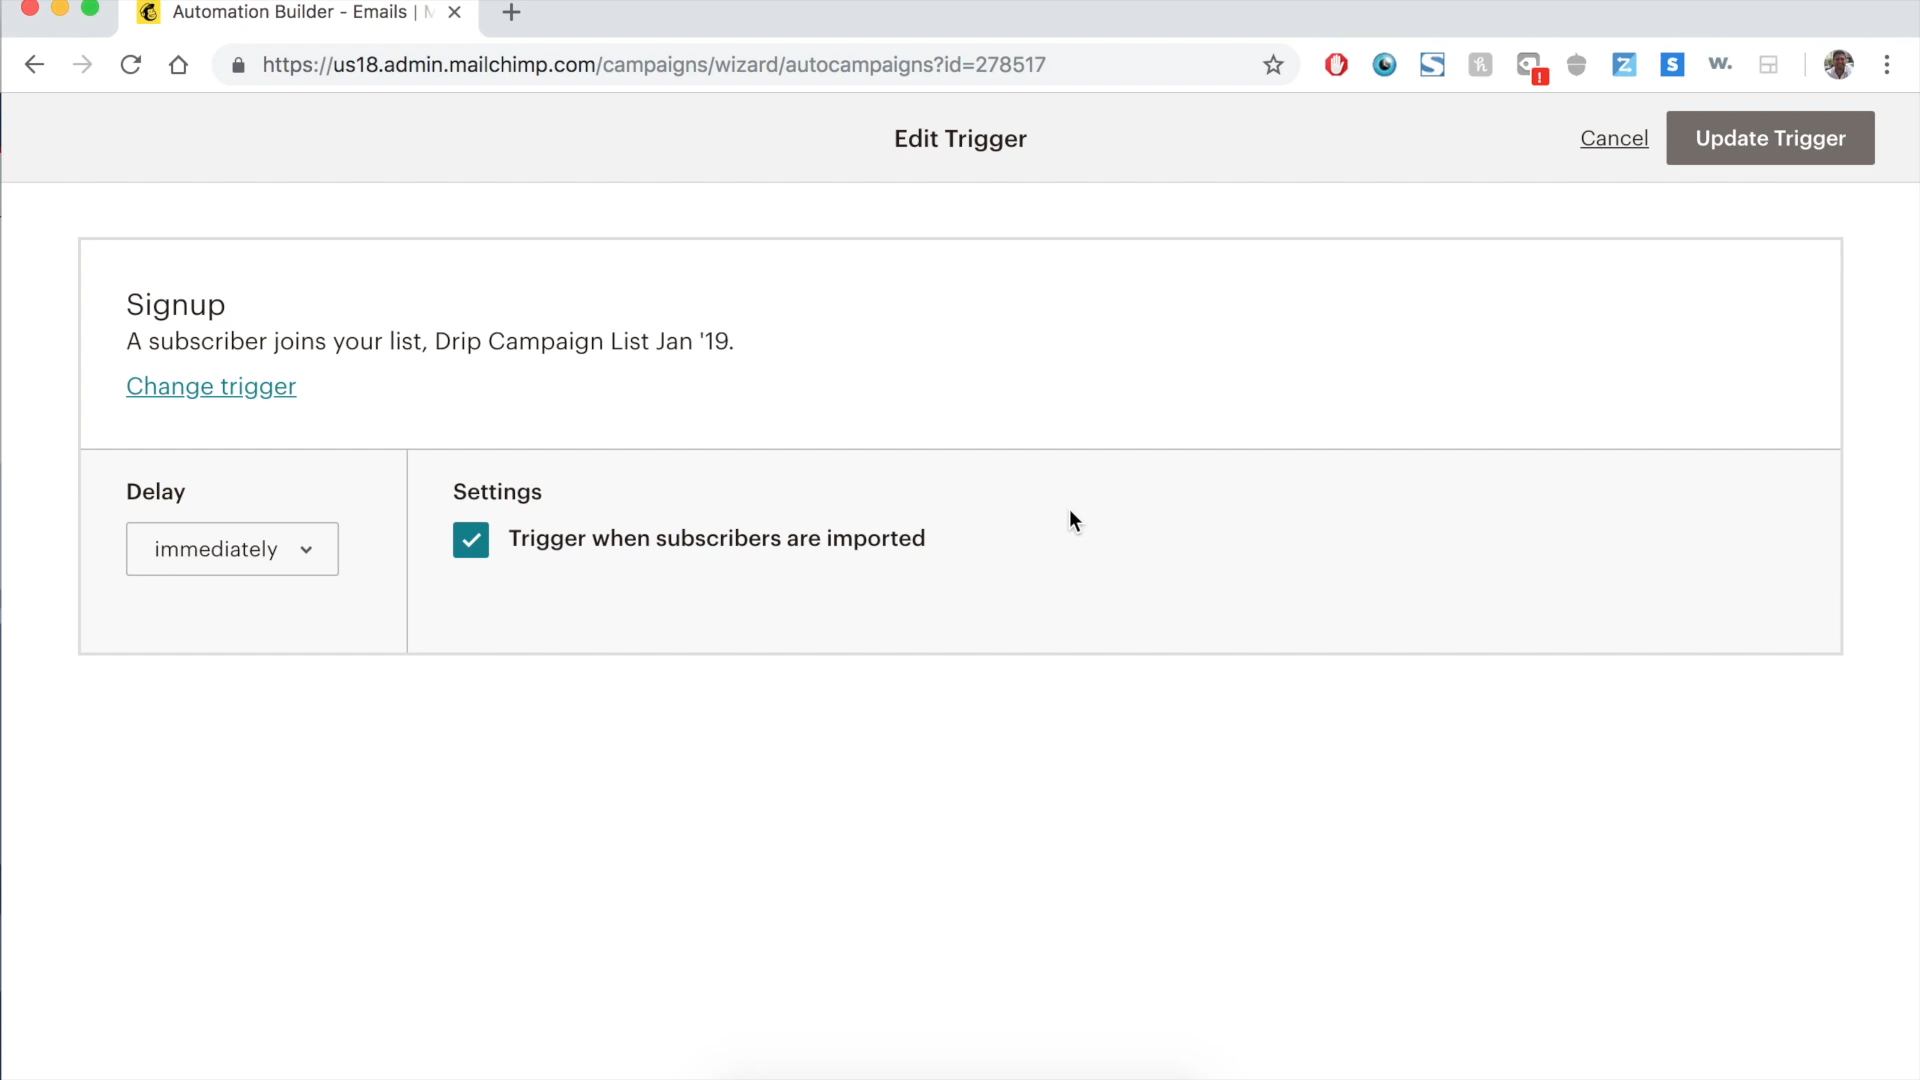 Automation Builder - Emails |
https://us18.admin.mailchimp.com/campaigns/wizard/autocampaigns?id=278517
Edit Trigger
Cancel
Update Trigger
Signup
A subscriber joins your list, Drip Campaign List Jan '19.
Change trigger
Delay
immediately
Settings
Trigger when subscribers are imported